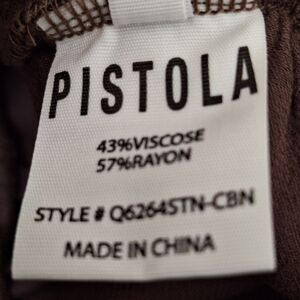 PISTOLA
43%VISCOSE
57%RAYON
STYLE # Q6264STN-CBN
MADE IN CHINA